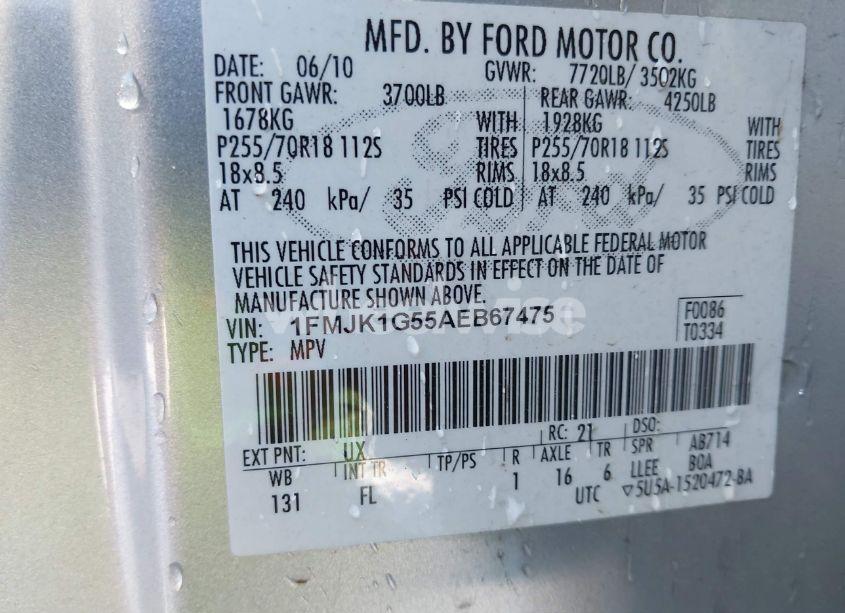 MFD. BY FORD MOTOR CO.
DATE: 06/10 GVWR: 7720LB/ 3502KG
FRONT GAWR: 3700LB REAR GAWR: 4250LB
1678KG WITH 1928KG WITH
P255/70R18 112S TIRES P255/70R18 112S TIRES
18x8.5 RIMS 18x8.5 RIMS
AT 240 kPa/ 35 PSI COLD AT 240 kPa/ 35 PSI COLD
THIS VEHICLE CONFORMS TO ALL APPLICABLE FEDERAL MOTOR
VEHICLE SAFETY STANDARDS IN EFFECT ON THE DATE OF
MANUFACTURE SHOWN ABOVE.
VIN: 1FMJK1G55AEB67475 F0086
TYPE: MPV T0334
EXT PNT: UX RC: 21 DSO:
WB INT TR TP/PS R AXLE TR SPR AB714
131 FL 1 16 6 LLEE BOA
UTC ▽5U5A-1520472-BA